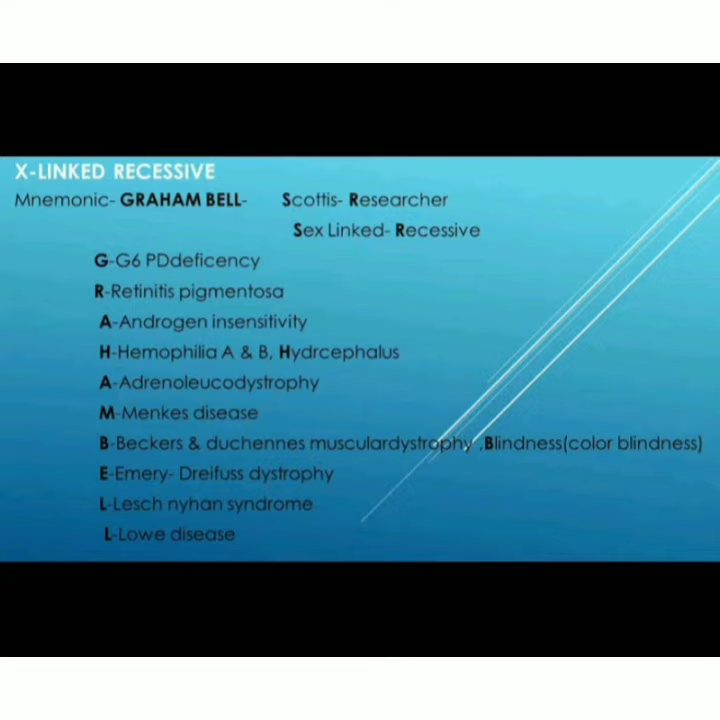 X-LINKED RECESSIVE
Mnemonic- GRAHAM BELL- Scottis- Researcher
Sex Linked- Recessive
G-G6 PDdeficency
R-Retinitis pigmentosa
A-Androgen insensitivity
H-Hemophilia A & B, Hydrcephalus
A-Adrenoleucodystrophy
M-Menkes disease
B-Beckers & duchennes musculardystrophy ,Blindness(color blindness)
E-Emery- Dreifuss dystrophy
L-Lesch nyhan syndrome
L-Lowe disease